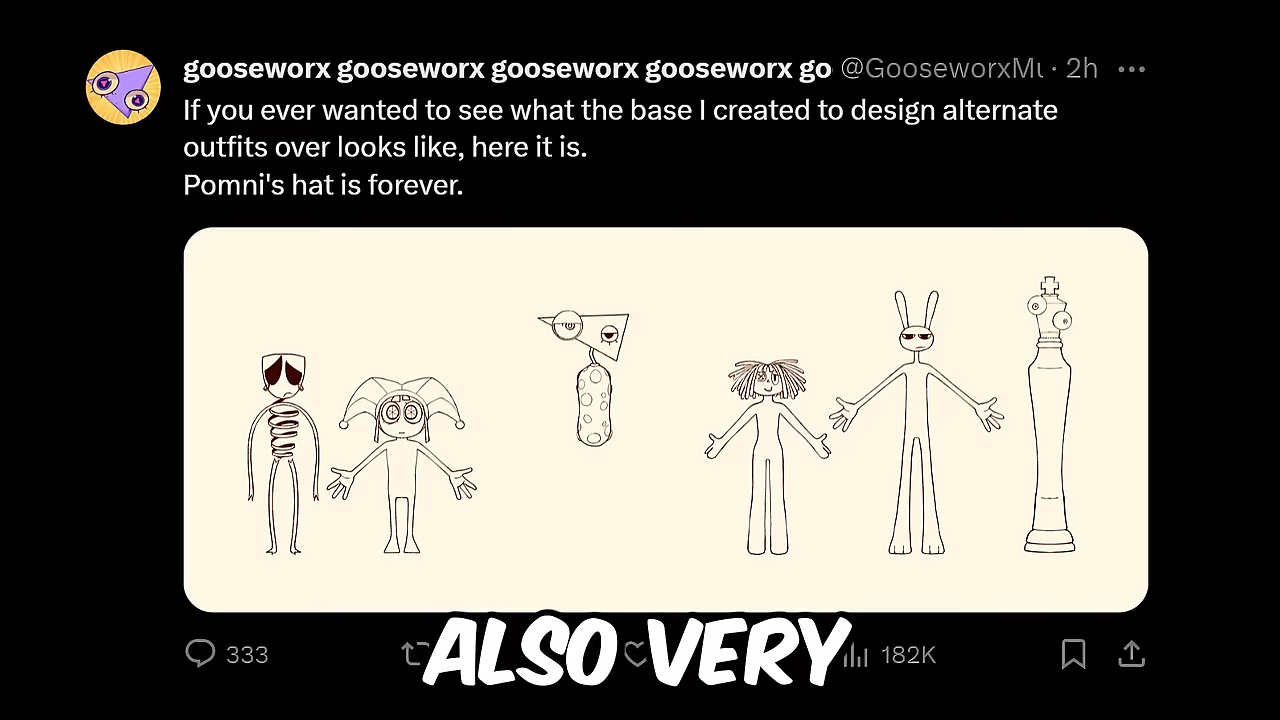 gooseworx gooseworx gooseworx gooseworx go @GooseworxMu · 2h
If you ever wanted to see what the base I created to design alternate
outfits over looks like, here it is.
Pomni's hat is forever.
333 182K
ALSO VERY